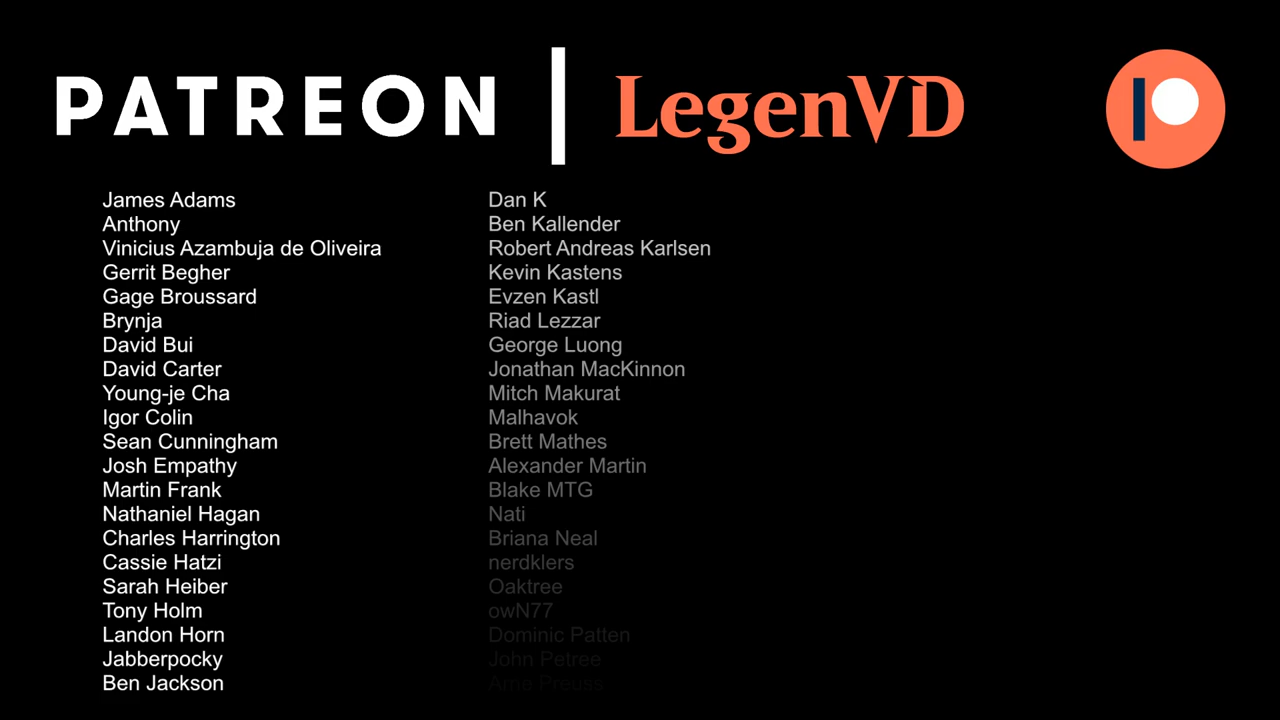 PATREON | LegenVD
James Adams
Anthony
Vinicius Azambuja de Oliveira
Gerrit Begher
Gage Broussard
Brynja
David Bui
David Carter
Young-je Cha
Igor Colin
Sean Cunningham
Josh Empathy
Martin Frank
Nathaniel Hagan
Charles Harrington
Cassie Hatzi
Sarah Heiber
Tony Holm
Landon Horn
Jabberpocky
Ben Jackson
Dan K
Ben Kallender
Robert Andreas Karlsen
Kevin Kastens
Evzen Kastl
Riad Lezzar
George Luong
Jonathan MacKinnon
Mitch Makurat
Malhavok
Brett Mathes
Alexander Martin
Blake MTG
Nati
Briana Neal
nerdklers
Oaktree
owN77
Dominic Patten
John Petree
Arna Preuss